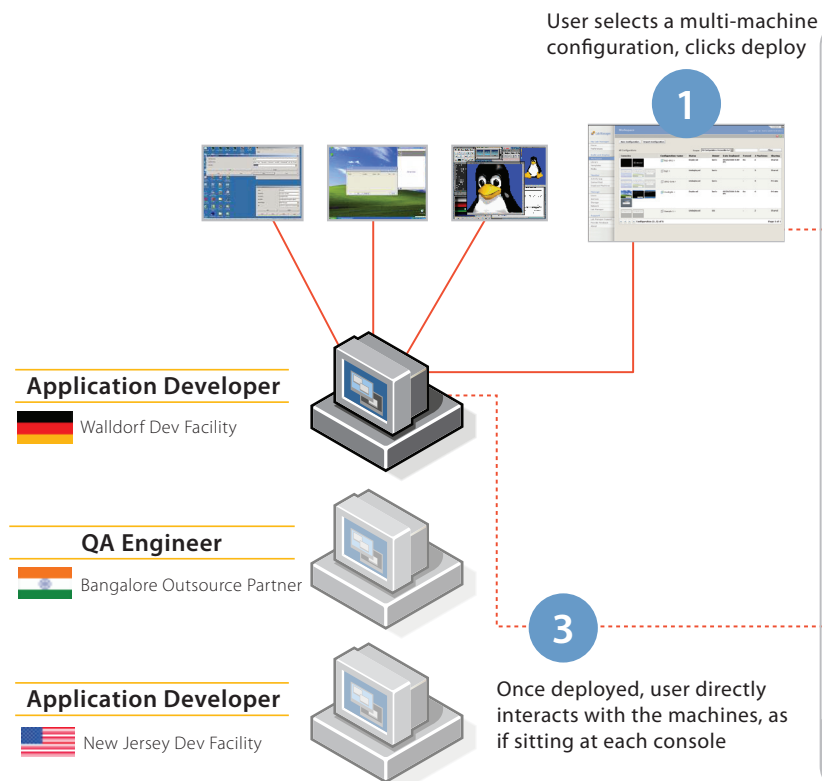 User selects a multi-machine
configuration, clicks deploy
1
Application Developer
Walldorf Dev Facility
QA Engineer
Bangalore Outsource Partner
3
Application Developer
New Jersey Dev Facility
Once deployed, user directly
interacts with the machines, as
if sitting at each console